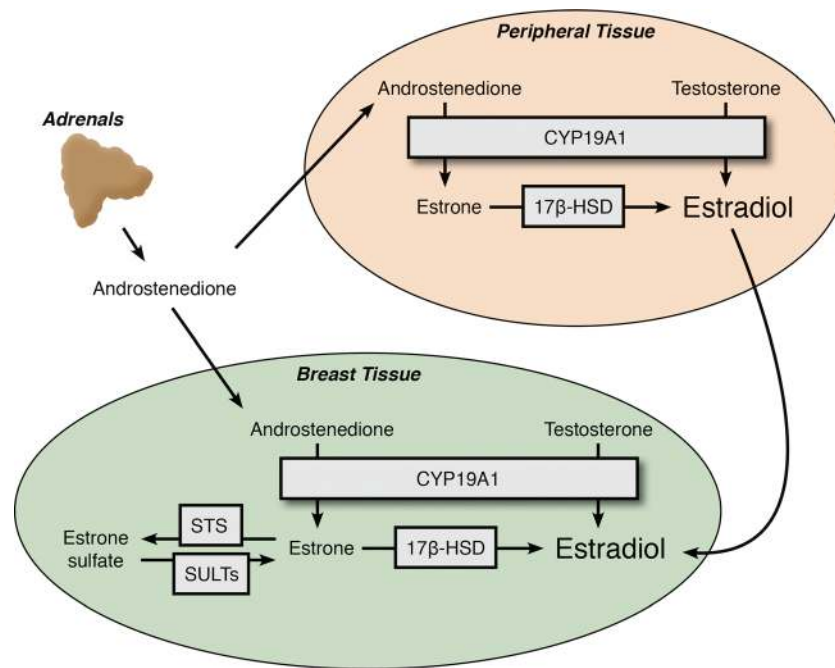 Peripheral Tissue
Androstenedione Testosterone
CYP19A1
Estrone 17β-HSD Estradiol
Adrenals
Androstenedione
Breast Tissue
Androstenedione Testosterone
CYP19A1
STS
Estrone
sulfate
SULTs
Estrone 17β-HSD Estradiol